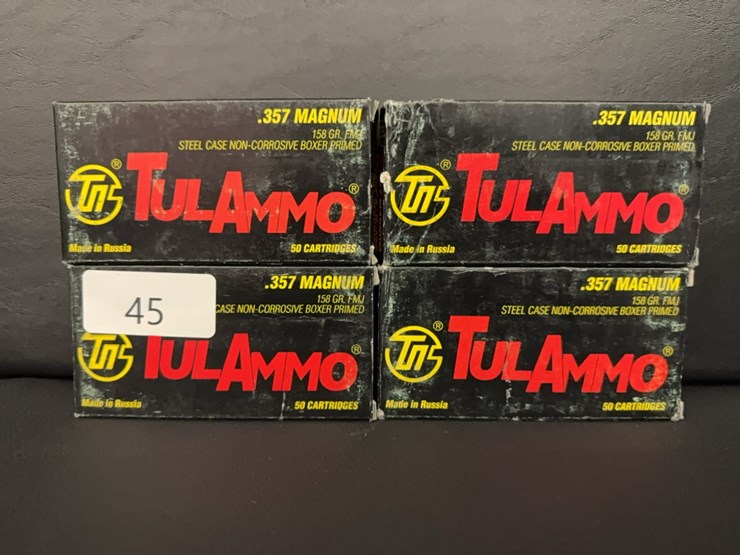 .357 MAGNUM
158 GR. FMJ
STEEL CASE NON-CORROSIVE BOXER PRIMED
TULAMMO®
Made in Russia
50 CARTRIDGES
.357 MAGNUM
158 GR. FMJ
STEEL CASE NON-CORROSIVE BOXER PRIMED
®
TULAMMO®
Made in Russia
50 CARTRIDGES
45
.357 MAGNUM
158 GR. FMJ
CASE NON-CORROSIVE BOXER PRIMED
TULAMMO®
Made in Russia
50 CARTRIDGES
.357 MAGNUM
158 GR. FMJ
STEEL CASE NON-CORROSIVE BOXER PRIMED
®
TULAMMO®
Made in Russia
50 CARTRIDGES